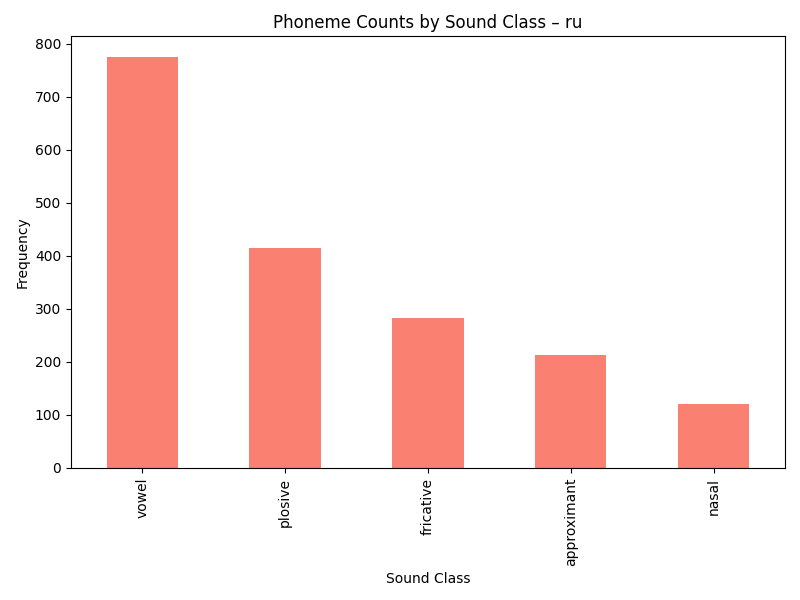 Phoneme Counts by Sound Class – ru
800
700
600
500
400
300
200
100
0
Frequency
vowel
plosive
fricative
approximant
nasal
Sound Class